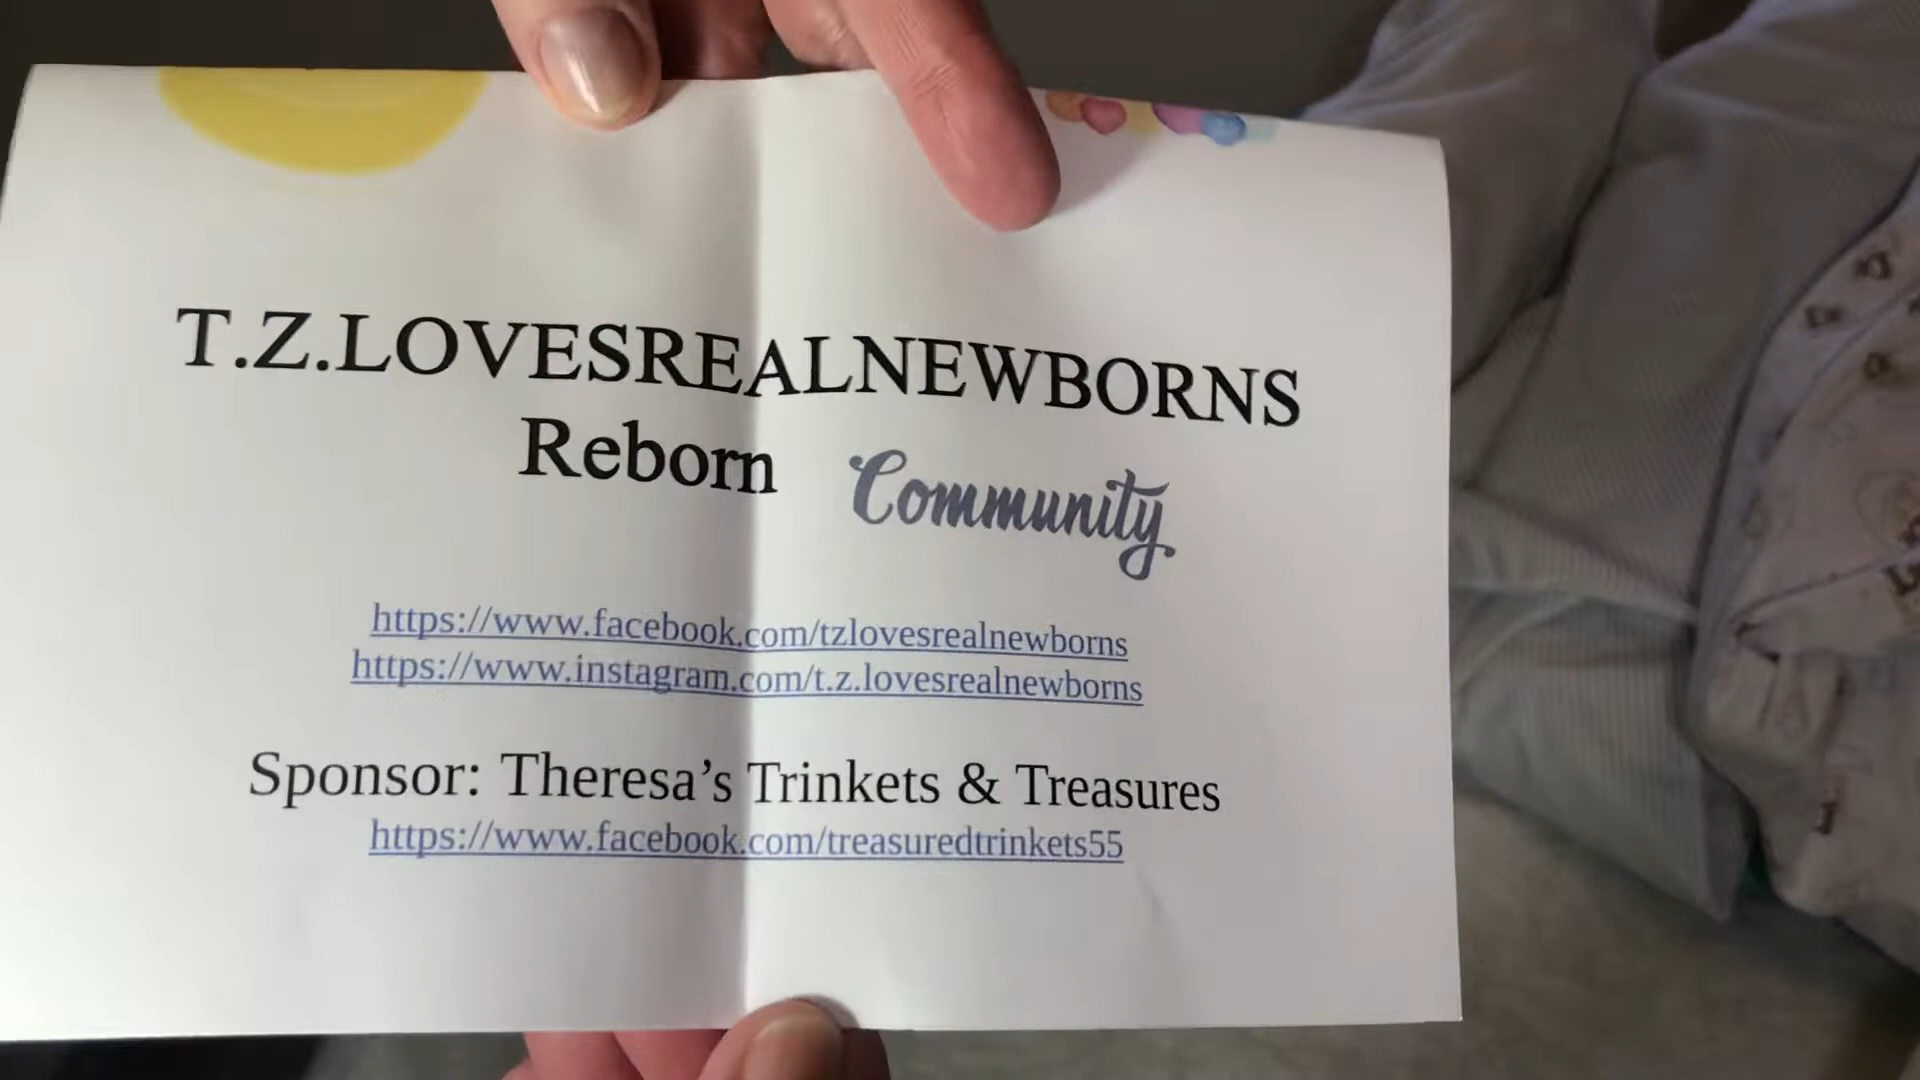 T.Z.LOVESREALNEWBORNS
Reborn Community
https://www.facebook.com/tzlovesrealnewborns
https://www.instagram.com/t.z.lovesrealnewborns
Sponsor: Theresa’s Trinkets & Treasures
https://www.facebook.com/treasuredtrinkets55